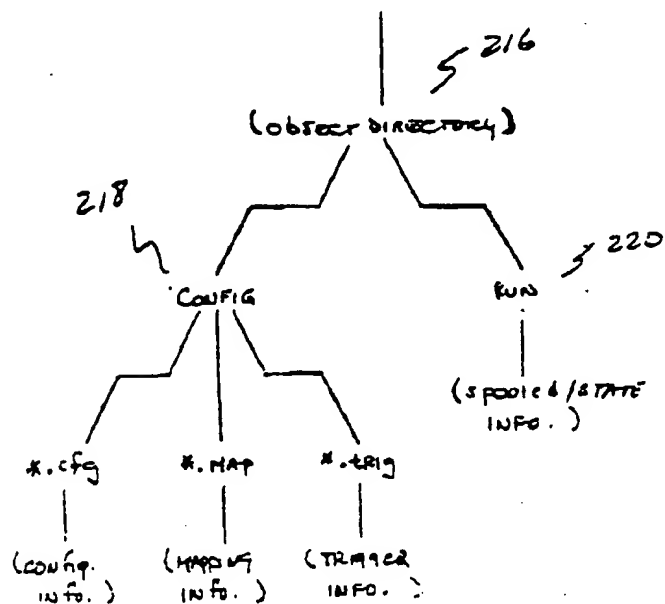 216
(OBJECT DIRECTORY)
218
220
CONFIG
RUN
(SPOOLED/STATE
INFO.)
*.cfg
*.MAP
*.tRIg
(CONFIG.
INFO.)
(MAPPING
INFO.)
(TRIGGER
INFO.)